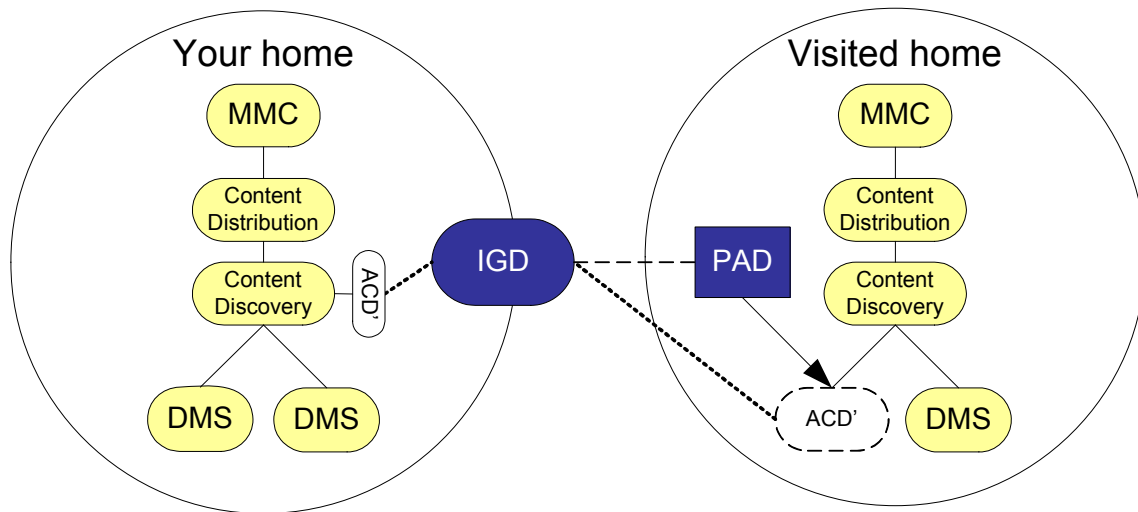 Your home
MMC
Content
Distribution
Content
Discovery
ACD'
DMS
DMS
IGD
Visited home
MMC
Content
Distribution
PAD
Content
Discovery
ACD'
DMS